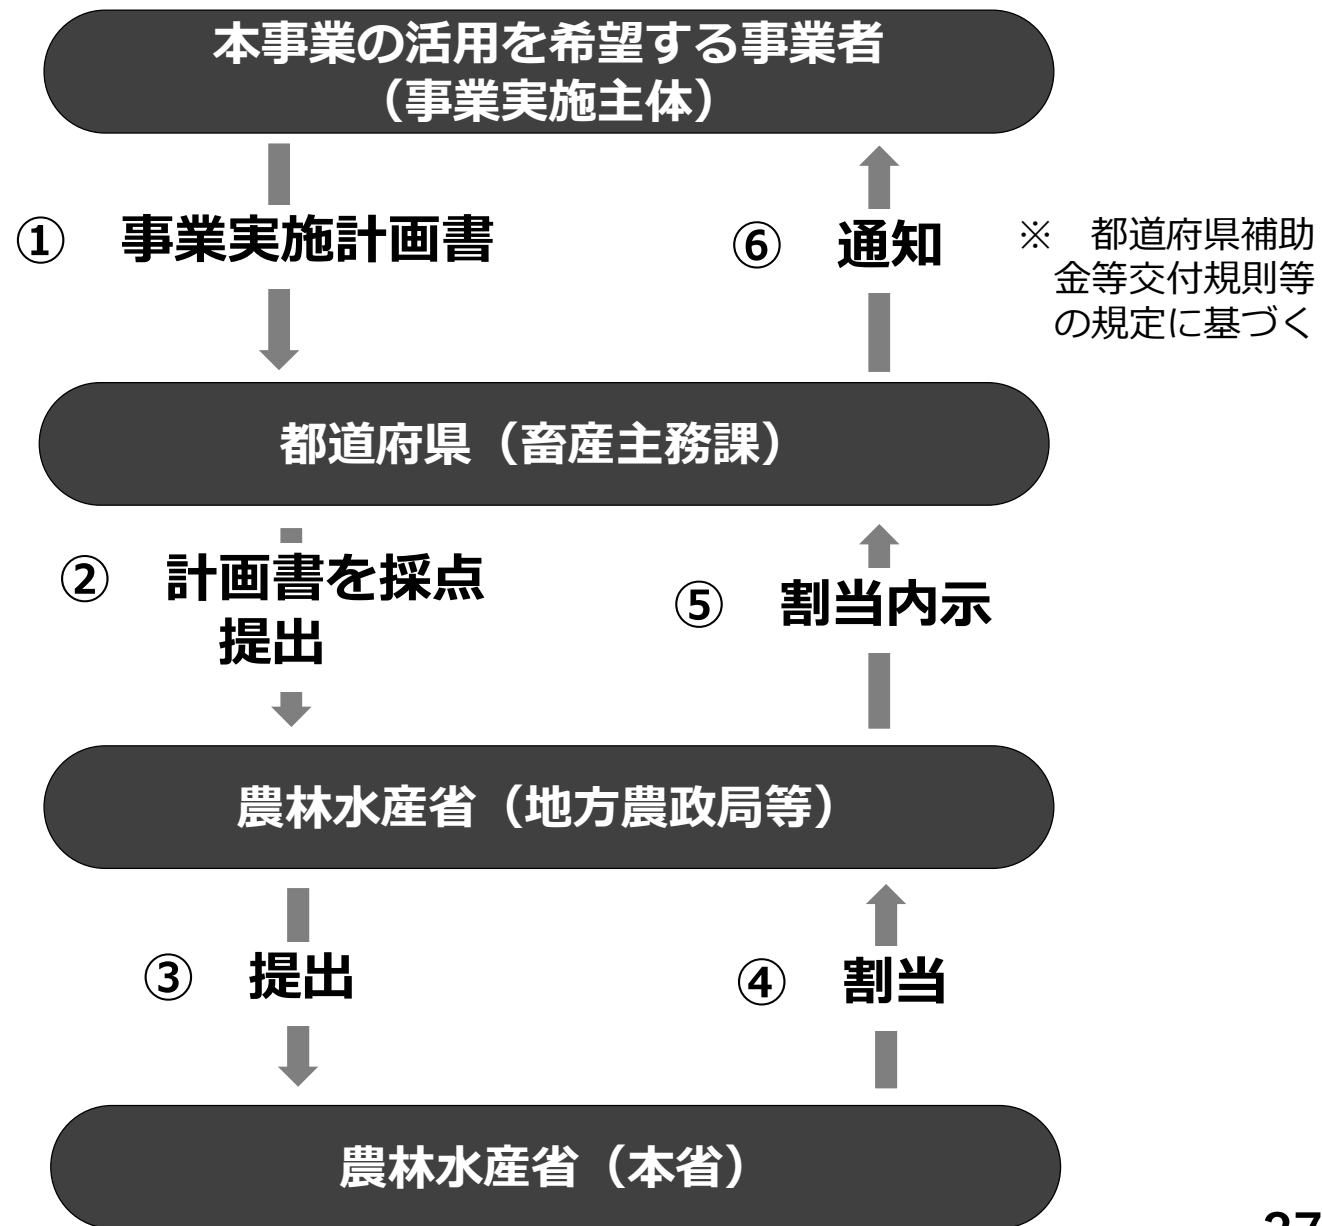 本事業の活用を希望する事業者
（事業実施主体）
①　事業実施計画書
⑥　通知
※　都道府県補助
金等交付規則等
の規定に基づく
都道府県（畜産主務課）
②　計画書を採点
提出
⑤　割当内示
農林水産省（地方農政局等）
③　提出
④　割当
農林水産省（本省）